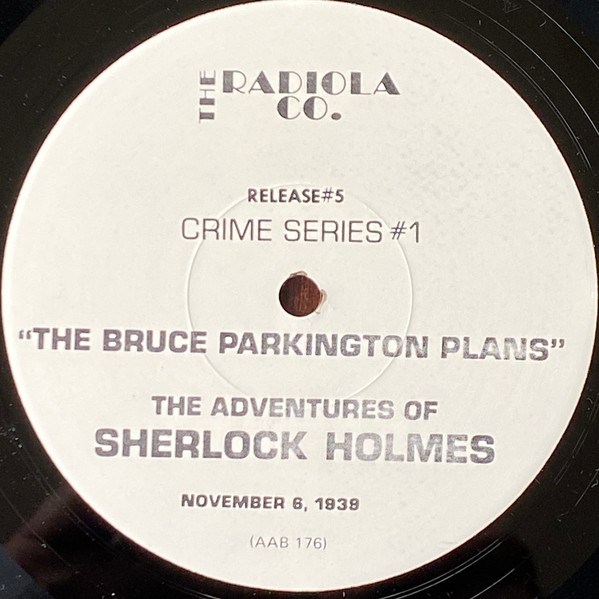 THE RADIOLA
CO.
RELEASE#5
CRIME SERIES #1
"THE BRUCE PARKINGTON PLANS"
THE ADVENTURES OF
SHERLOCK HOLMES
NOVEMBER 6, 1939
(AAB 176)